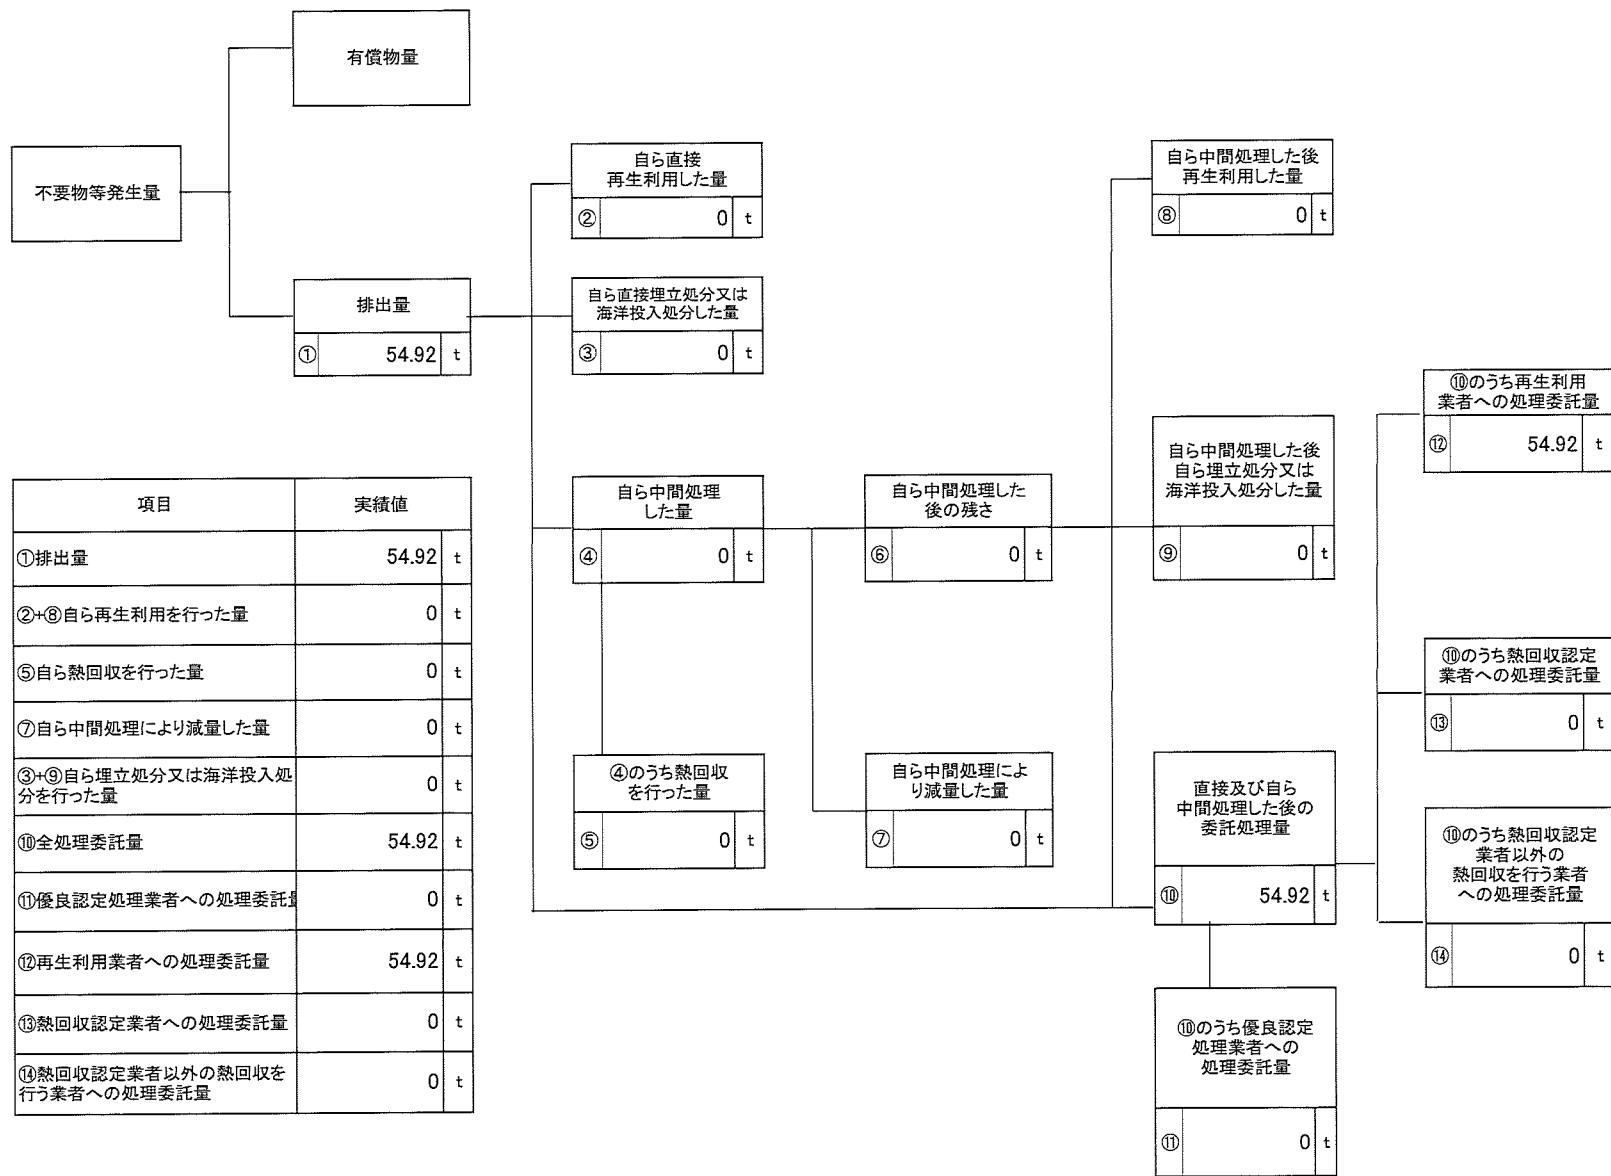 有償物量
不要物等発生量
排出量
① 54.92 t
自ら直接
再生利用した量
② 0 t
自ら直接埋立処分又は
海洋投入処分した量
③ 0 t
自ら中間処理
した量
④ 0 t
④のうち熱回収
を行った量
⑤ 0 t
自ら中間処理した
後の残さ
⑥ 0 t
自ら中間処理によ
り減量した量
⑦ 0 t
自ら中間処理した後
再生利用した量
⑧ 0 t
自ら中間処理した後
自ら埋立処分又は
海洋投入処分した量
⑨ 0 t
直接及び自ら
中間処理した後の
委託処理量
⑩ 54.92 t
⑩のうち優良認定
処理業者への
処理委託量
⑪ 0 t
⑩のうち再生利用
業者への処理委託量
⑫ 54.92 t
⑩のうち熱回収認定
業者への処理委託量
⑬ 0 t
⑩のうち熱回収認定
業者以外の
熱回収を行う業者
への処理委託量
⑭ 0 t
項目 実績値
①排出量 54.92 t
②+⑧自ら再生利用を行った量 0 t
⑤自ら熱回収を行った量 0 t
⑦自ら中間処理により減量した量 0 t
③+⑨自ら埋立処分又は海洋投入処
分を行った量 0 t
⑩全処理委託量 54.92 t
⑪優良認定処理業者への処理委託量 0 t
⑫再生利用業者への処理委託量 54.92 t
⑬熱回収認定業者への処理委託量 0 t
⑭熱回収認定業者以外の熱回収を
行う業者への処理委託量 0 t